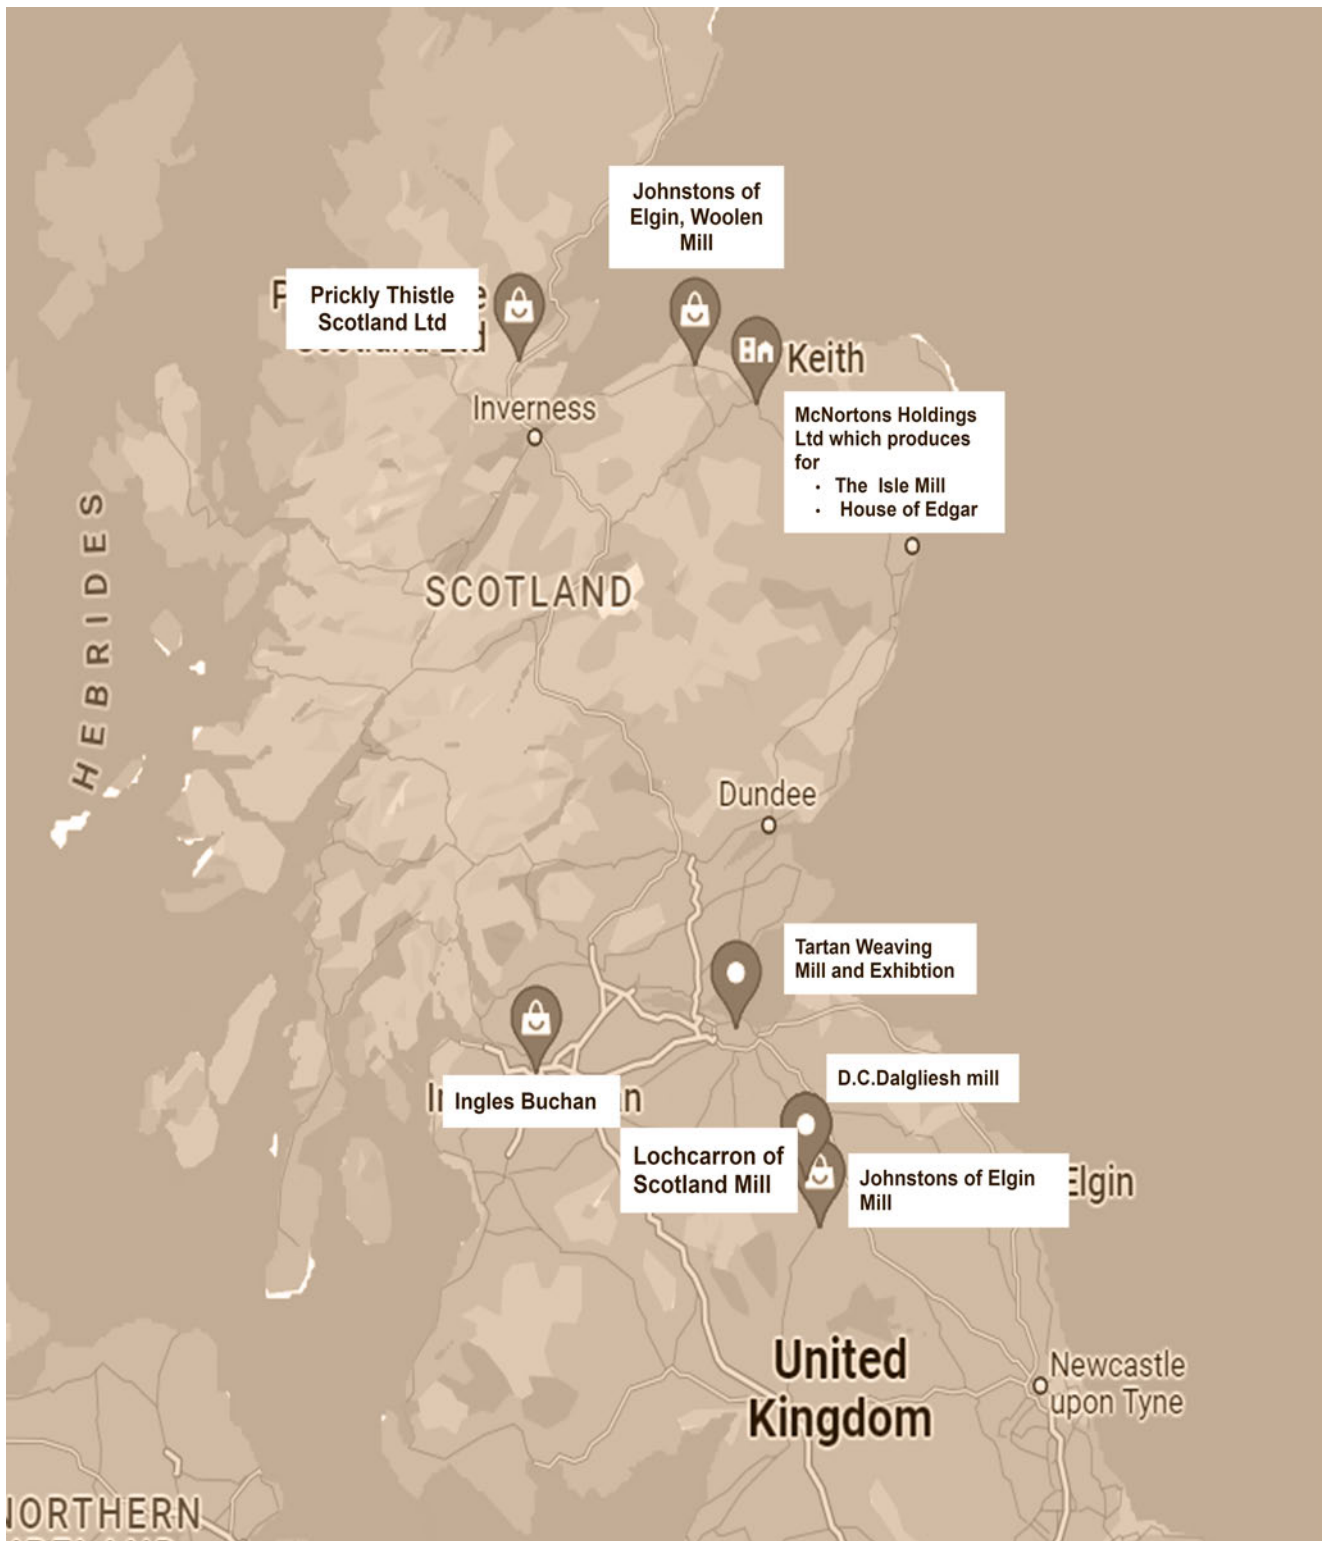 Johnstons of
Elgin, Woolen
Mill
Prickly Thistle
Scotland Ltd
Keith
Inverness
McNortons Holdings
Ltd which produces
for
• The Isle Mill
• House of Edgar
HEBRIDES
SCOTLAND
Dundee
Tartan Weaving
Mill and Exhibtion
Ingles Buchan
D.C.Dalgliesh mill
Lochcarron of
Scotland Mill
Johnstons of Elgin
Mill
Elgin
United
Kingdom
Newcastle
upon Tyne
NORTHERN